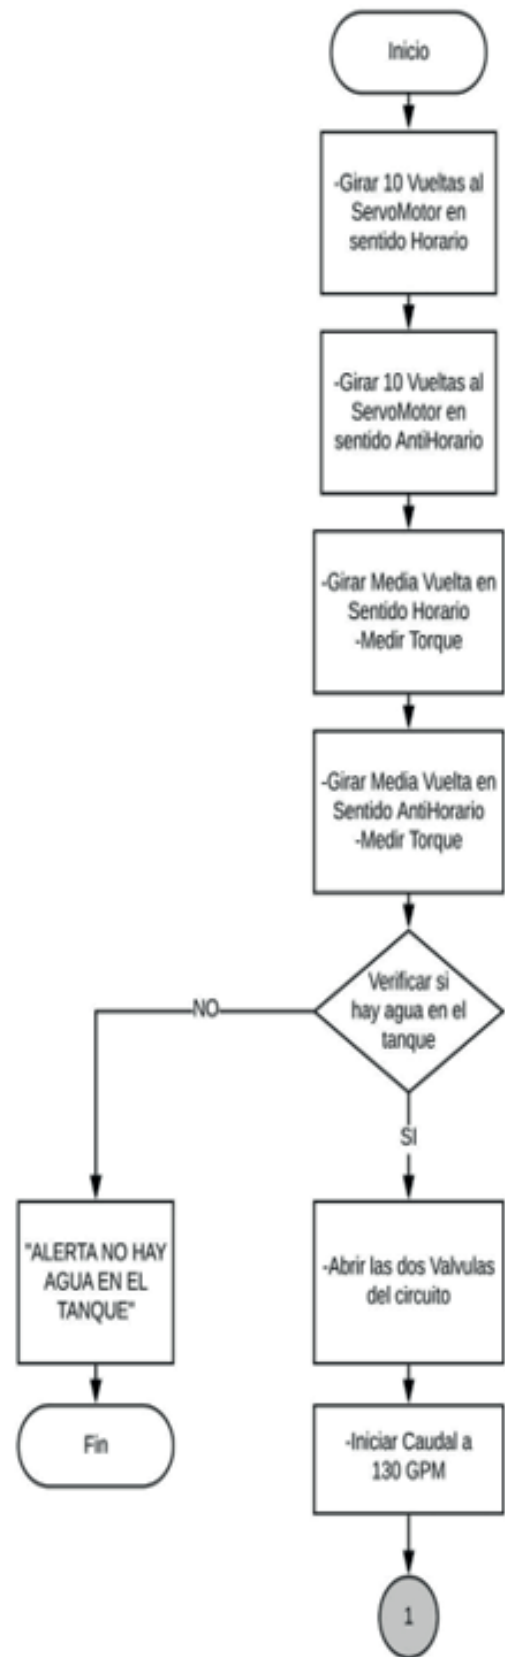 Inicio
-Girar 10 Vueltas al
ServoMotor en
sentido Horario
-Girar 10 Vueltas al
ServoMotor en
sentido AntiHorario
-Girar Media Vuelta en
Sentido Horario
-Medir Torque
-Girar Media Vuelta en
Sentido AntiHorario
-Medir Torque
Verificar si
hay agua en el
tanque
NO
SI
"ALERTA NO HAY
AGUA EN EL
TANQUE"
-Abrir las dos Valvulas
del circuito
Fin
-Iniciar Caudal a
130 GPM
1